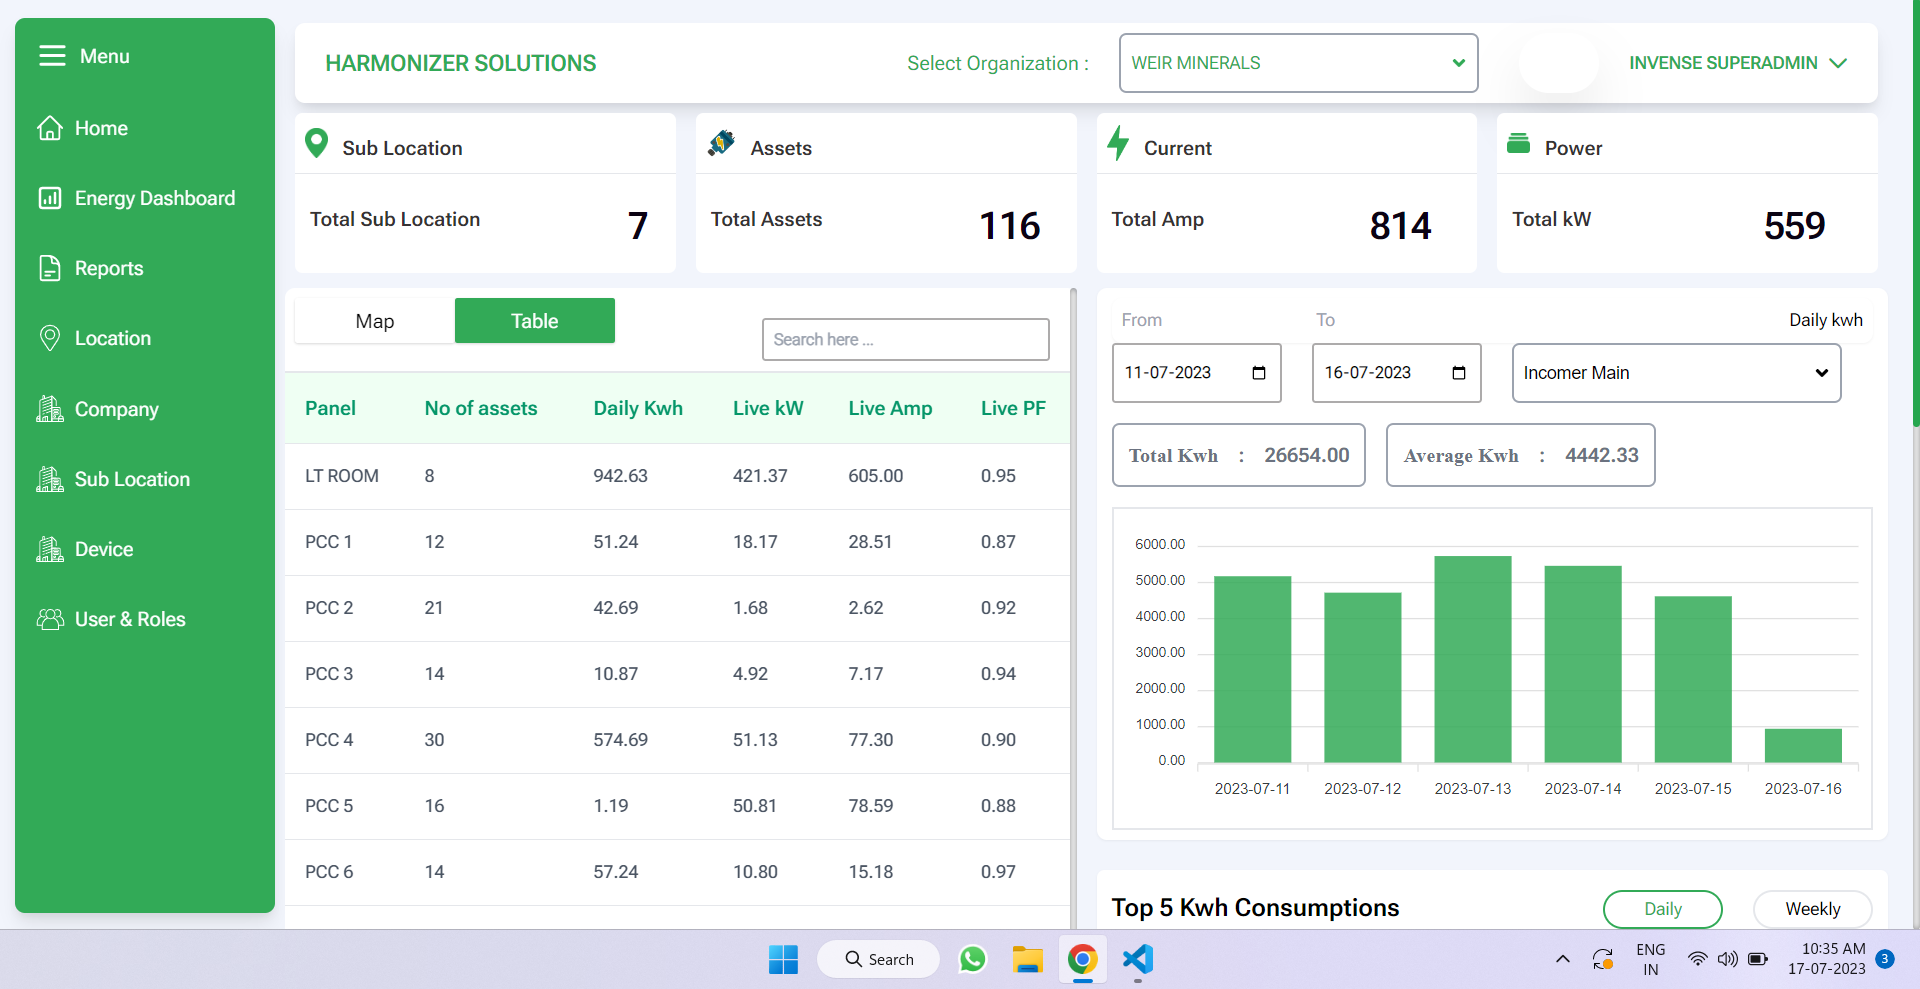 Menu
Home
Energy Dashboard
Reports
Location
Company
Sub Location
Device
User & Roles
HARMONIZER SOLUTIONS
Select Organization :
WEIR MINERALS
INVENSE SUPERADMIN
Sub Location
Total Sub Location 7
Assets
Total Assets 116
Current
Total Amp 814
Power
Total kW 559
Map Table
Search here ...
Panel No of assets Daily Kwh Live kW Live Amp Live PF
LT ROOM 8 942.63 421.37 605.00 0.95
PCC 1 12 51.24 18.17 28.51 0.87
PCC 2 21 42.69 1.68 2.62 0.92
PCC 3 14 10.87 4.92 7.17 0.94
PCC 4 30 574.69 51.13 77.30 0.90
PCC 5 16 1.19 50.81 78.59 0.88
PCC 6 14 57.24 10.80 15.18 0.97
From To Daily kwh
11-07-2023 16-07-2023 Incomer Main
Total Kwh : 26654.00 Average Kwh : 4442.33
6000.00
5000.00
4000.00
3000.00
2000.00
1000.00
0.00
2023-07-11 2023-07-12 2023-07-13 2023-07-14 2023-07-15 2023-07-16
Top 5 Kwh Consumptions Daily Weekly
Search
ENG
IN
10:35 AM
17-07-2023
3